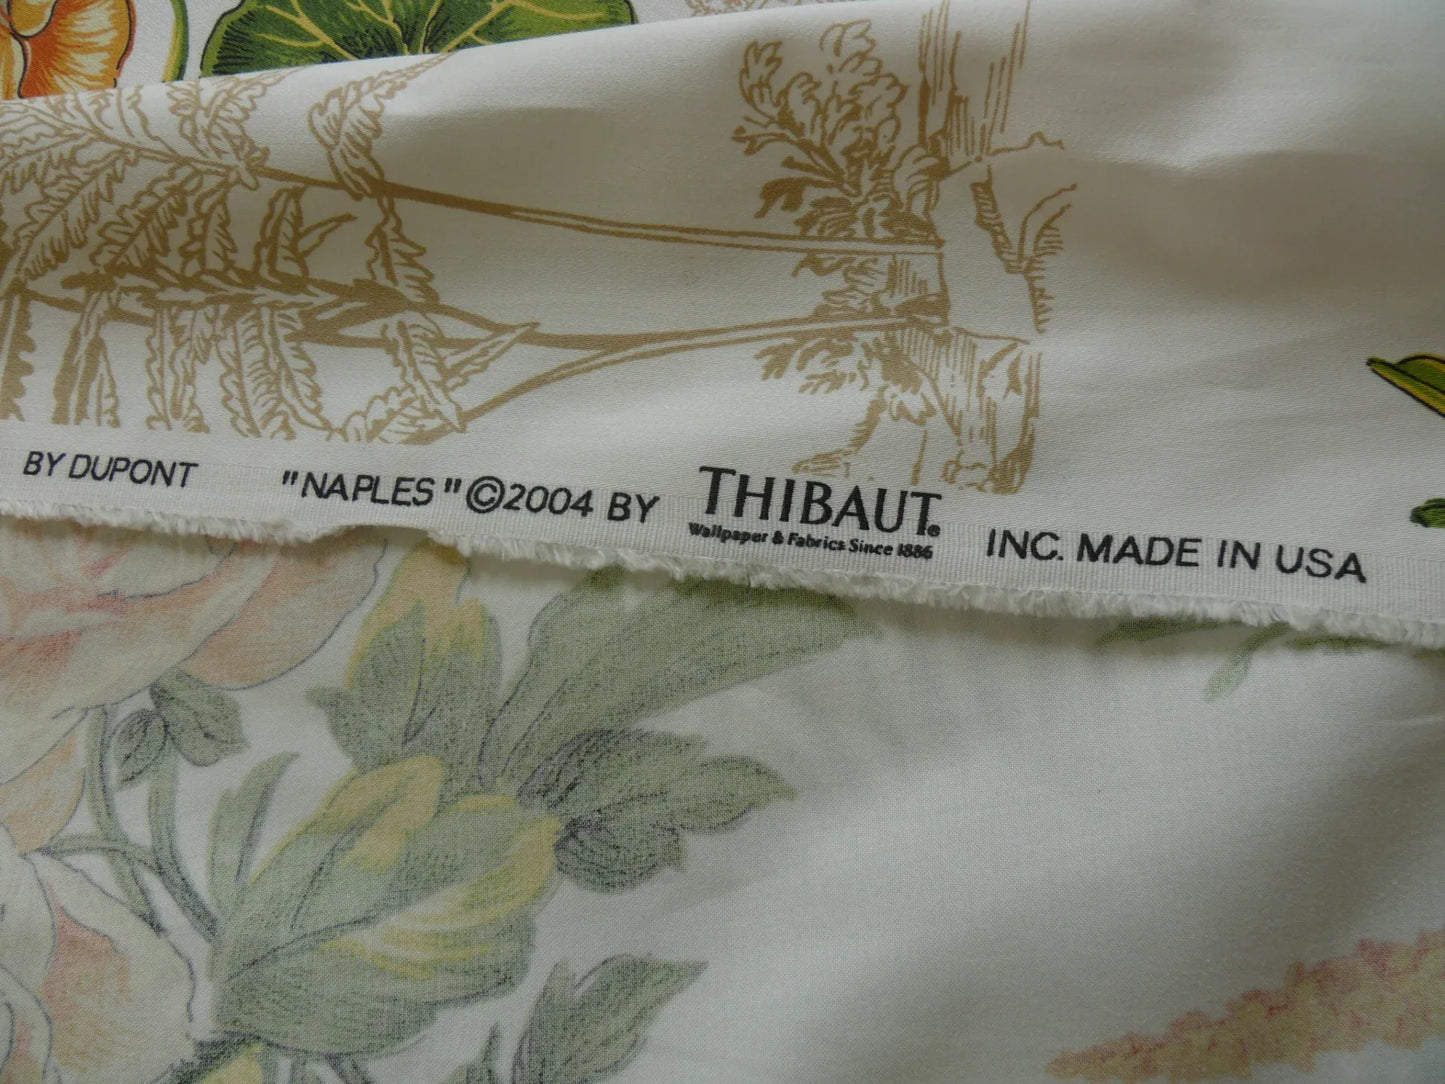 BY DUPONT "NAPLES" ©2004 BY THIBAUT® INC. MADE IN USA
Wallpaper & Fabrics Since 1886